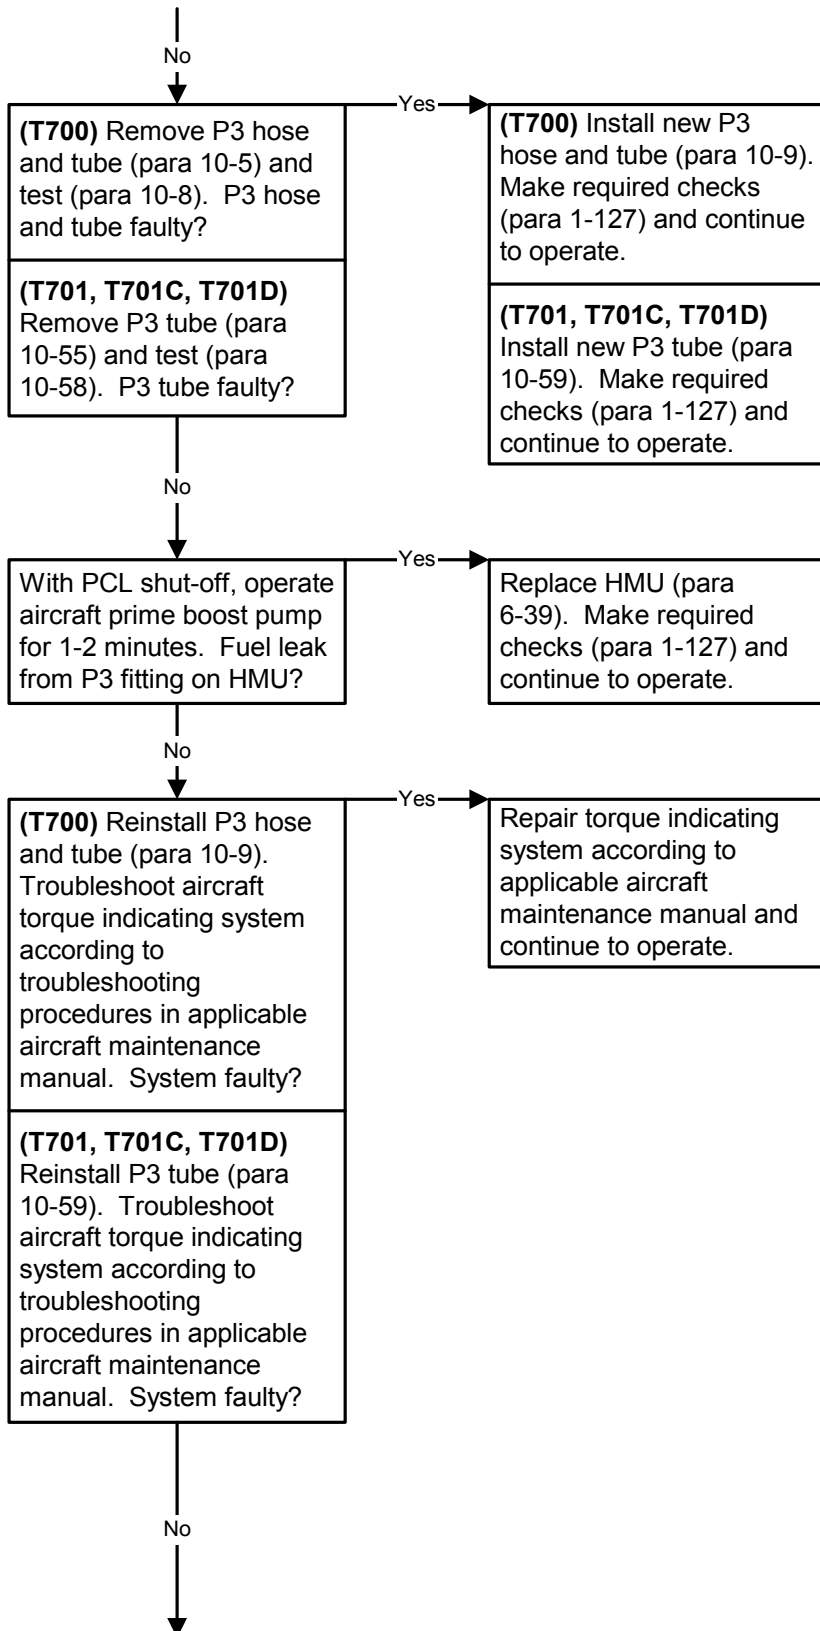 No
(T700) Remove P3 hose
and tube (para 10-5) and
test (para 10-8).  P3 hose
and tube faulty?
(T701, T701C, T701D)
Remove P3 tube (para
10-55) and test (para
10-58).  P3 tube faulty?
Yes
(T700) Install new P3
hose and tube (para 10-9).
Make required checks
(para 1-127) and continue
to operate.
(T701, T701C, T701D)
Install new P3 tube (para
10-59).  Make required
checks (para 1-127) and
continue to operate.
No
With PCL shut-off, operate
aircraft prime boost pump
for 1-2 minutes.  Fuel leak
from P3 fitting on HMU?
Yes
Replace HMU (para
6-39).  Make required
checks (para 1-127) and
continue to operate.
No
(T700) Reinstall P3 hose
and tube (para 10-9).
Troubleshoot aircraft
torque indicating system
according to
troubleshooting
procedures in applicable
aircraft maintenance
manual.  System faulty?
(T701, T701C, T701D)
Reinstall P3 tube (para
10-59).  Troubleshoot
aircraft torque indicating
system according to
troubleshooting
procedures in applicable
aircraft maintenance
manual.  System faulty?
Yes
Repair torque indicating
system according to
applicable aircraft
maintenance manual and
continue to operate.
No